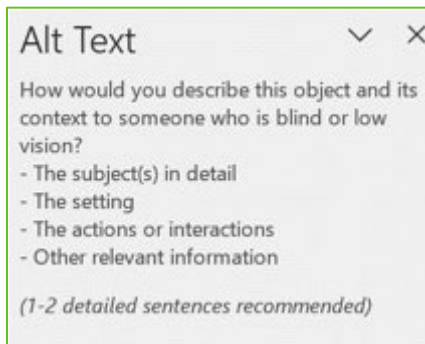 Alt Text
How would you describe this object and its
context to someone who is blind or low
vision?
- The subject(s) in detail
- The setting
- The actions or interactions
- Other relevant information
(1-2 detailed sentences recommended)